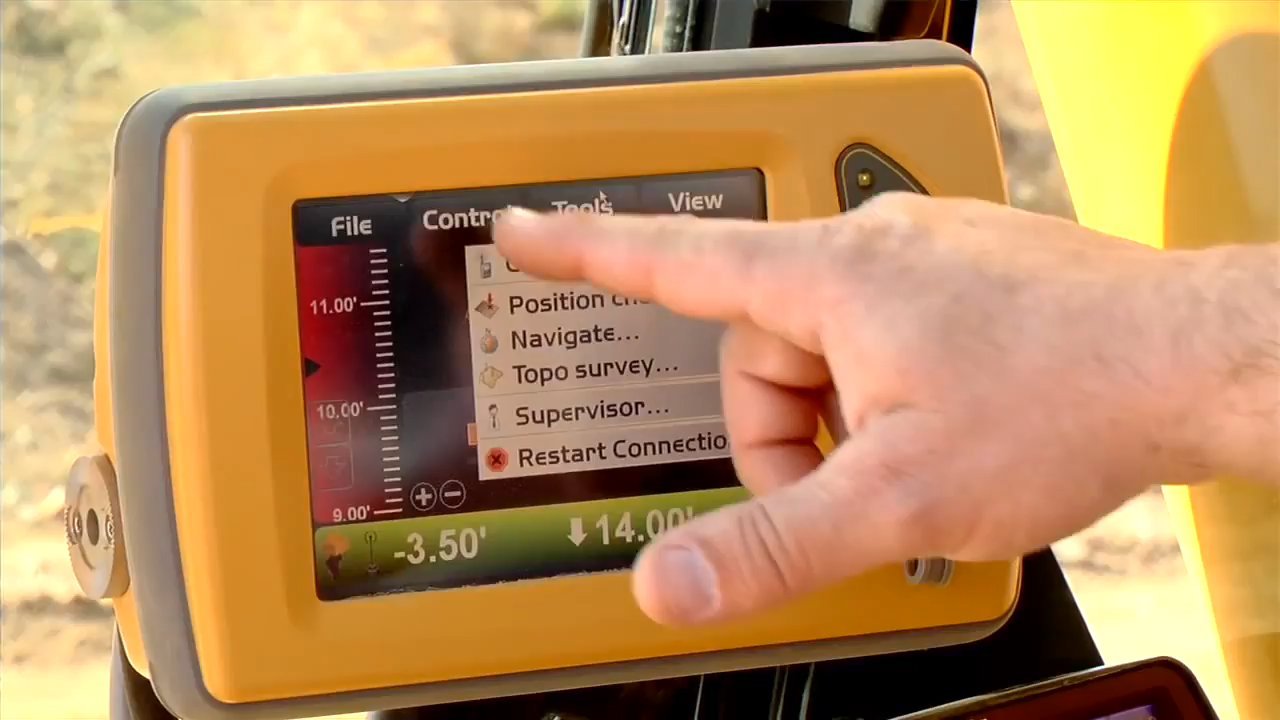 File Control Tools View
11.00'
Position
Navigate...
Topo survey...
10.00'
Supervisor...
Restart Connectio
9.00'
-3.50' 14.00'